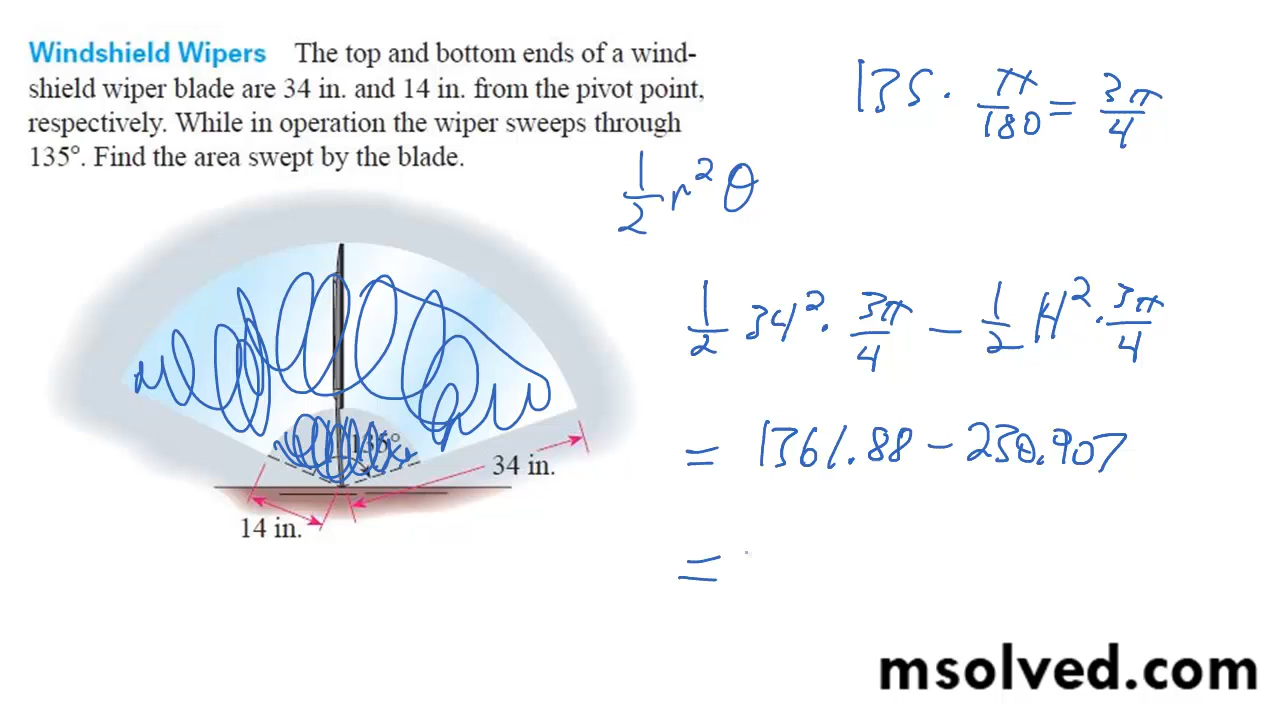 Windshield Wipers The top and bottom ends of a wind-
shield wiper blade are 34 in. and 14 in. from the pivot point,
respectively. While in operation the wiper sweeps through
135°. Find the area swept by the blade.
135°
34 in.
14 in.
135 · π/180 = 3π/4
1/2 r² θ
1/2 34² · 3π/4 − 1/2 14² · 3π/4
= 1361.88 − 230.907
=
msolved.com